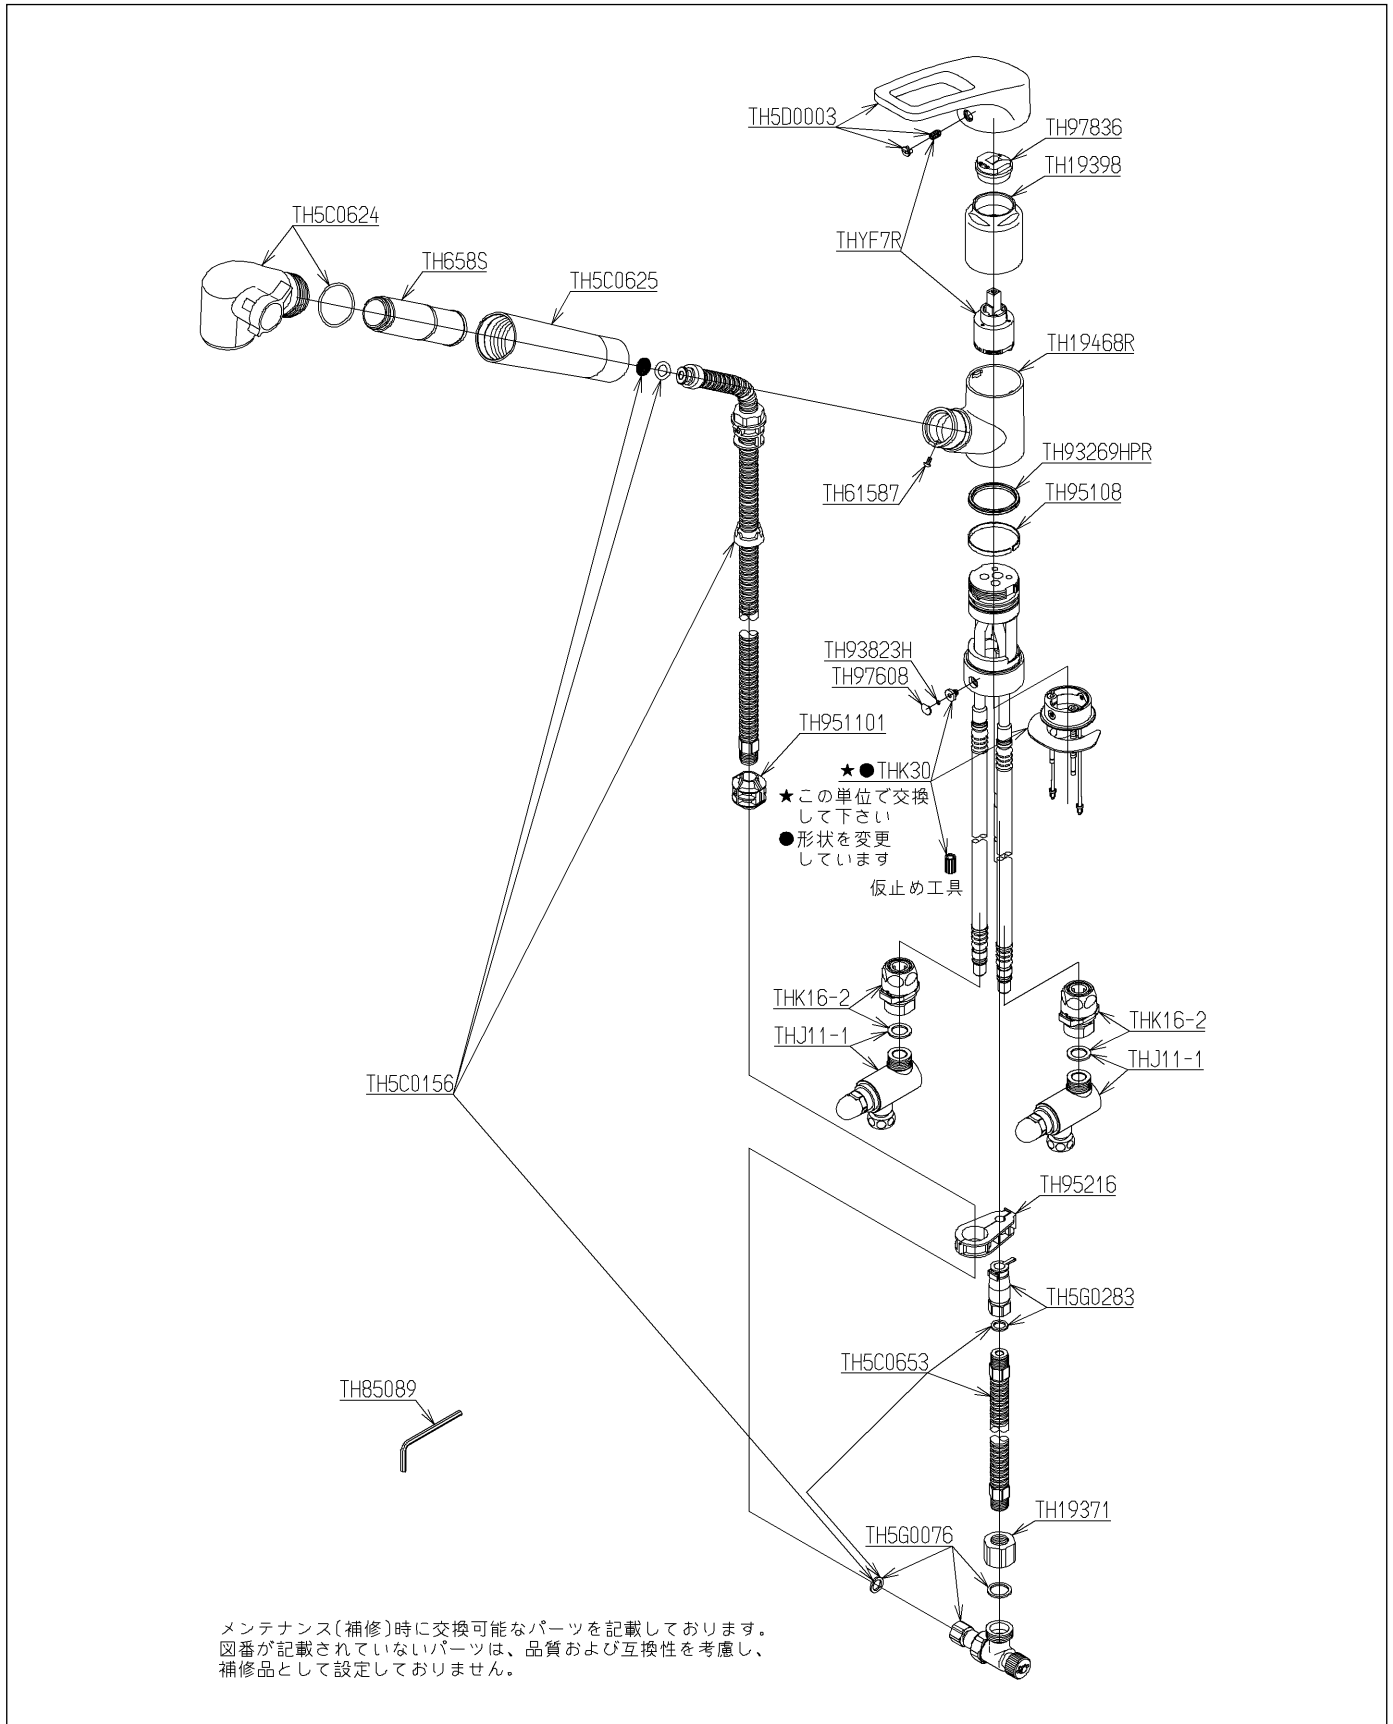 TH5D0003
TH97836
TH19398
TH5C0624
THYF7R
TH658S
TH5C0625
TH19468R
TH93269HPR
TH61587
TH95108
TH93823H
TH97608
TH951101
★●THK30
★この単位で交換
して下さい
●形状を変更
しています
仮止め工具
THK16-2
THJ11-1
THK16-2
THJ11-1
TH5C0156
TH95216
TH5G0283
TH5C0653
TH85089
TH19371
TH5G0076
メンテナンス(補修)時に交換可能なパーツを記載しております。
図番が記載されていないパーツは、品質および互換性を考慮し、
補修品として設定しておりません。